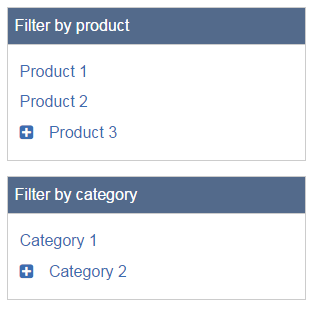 Filter by product
Product 1
Product 2
Product 3
Filter by category
Category 1
Category 2